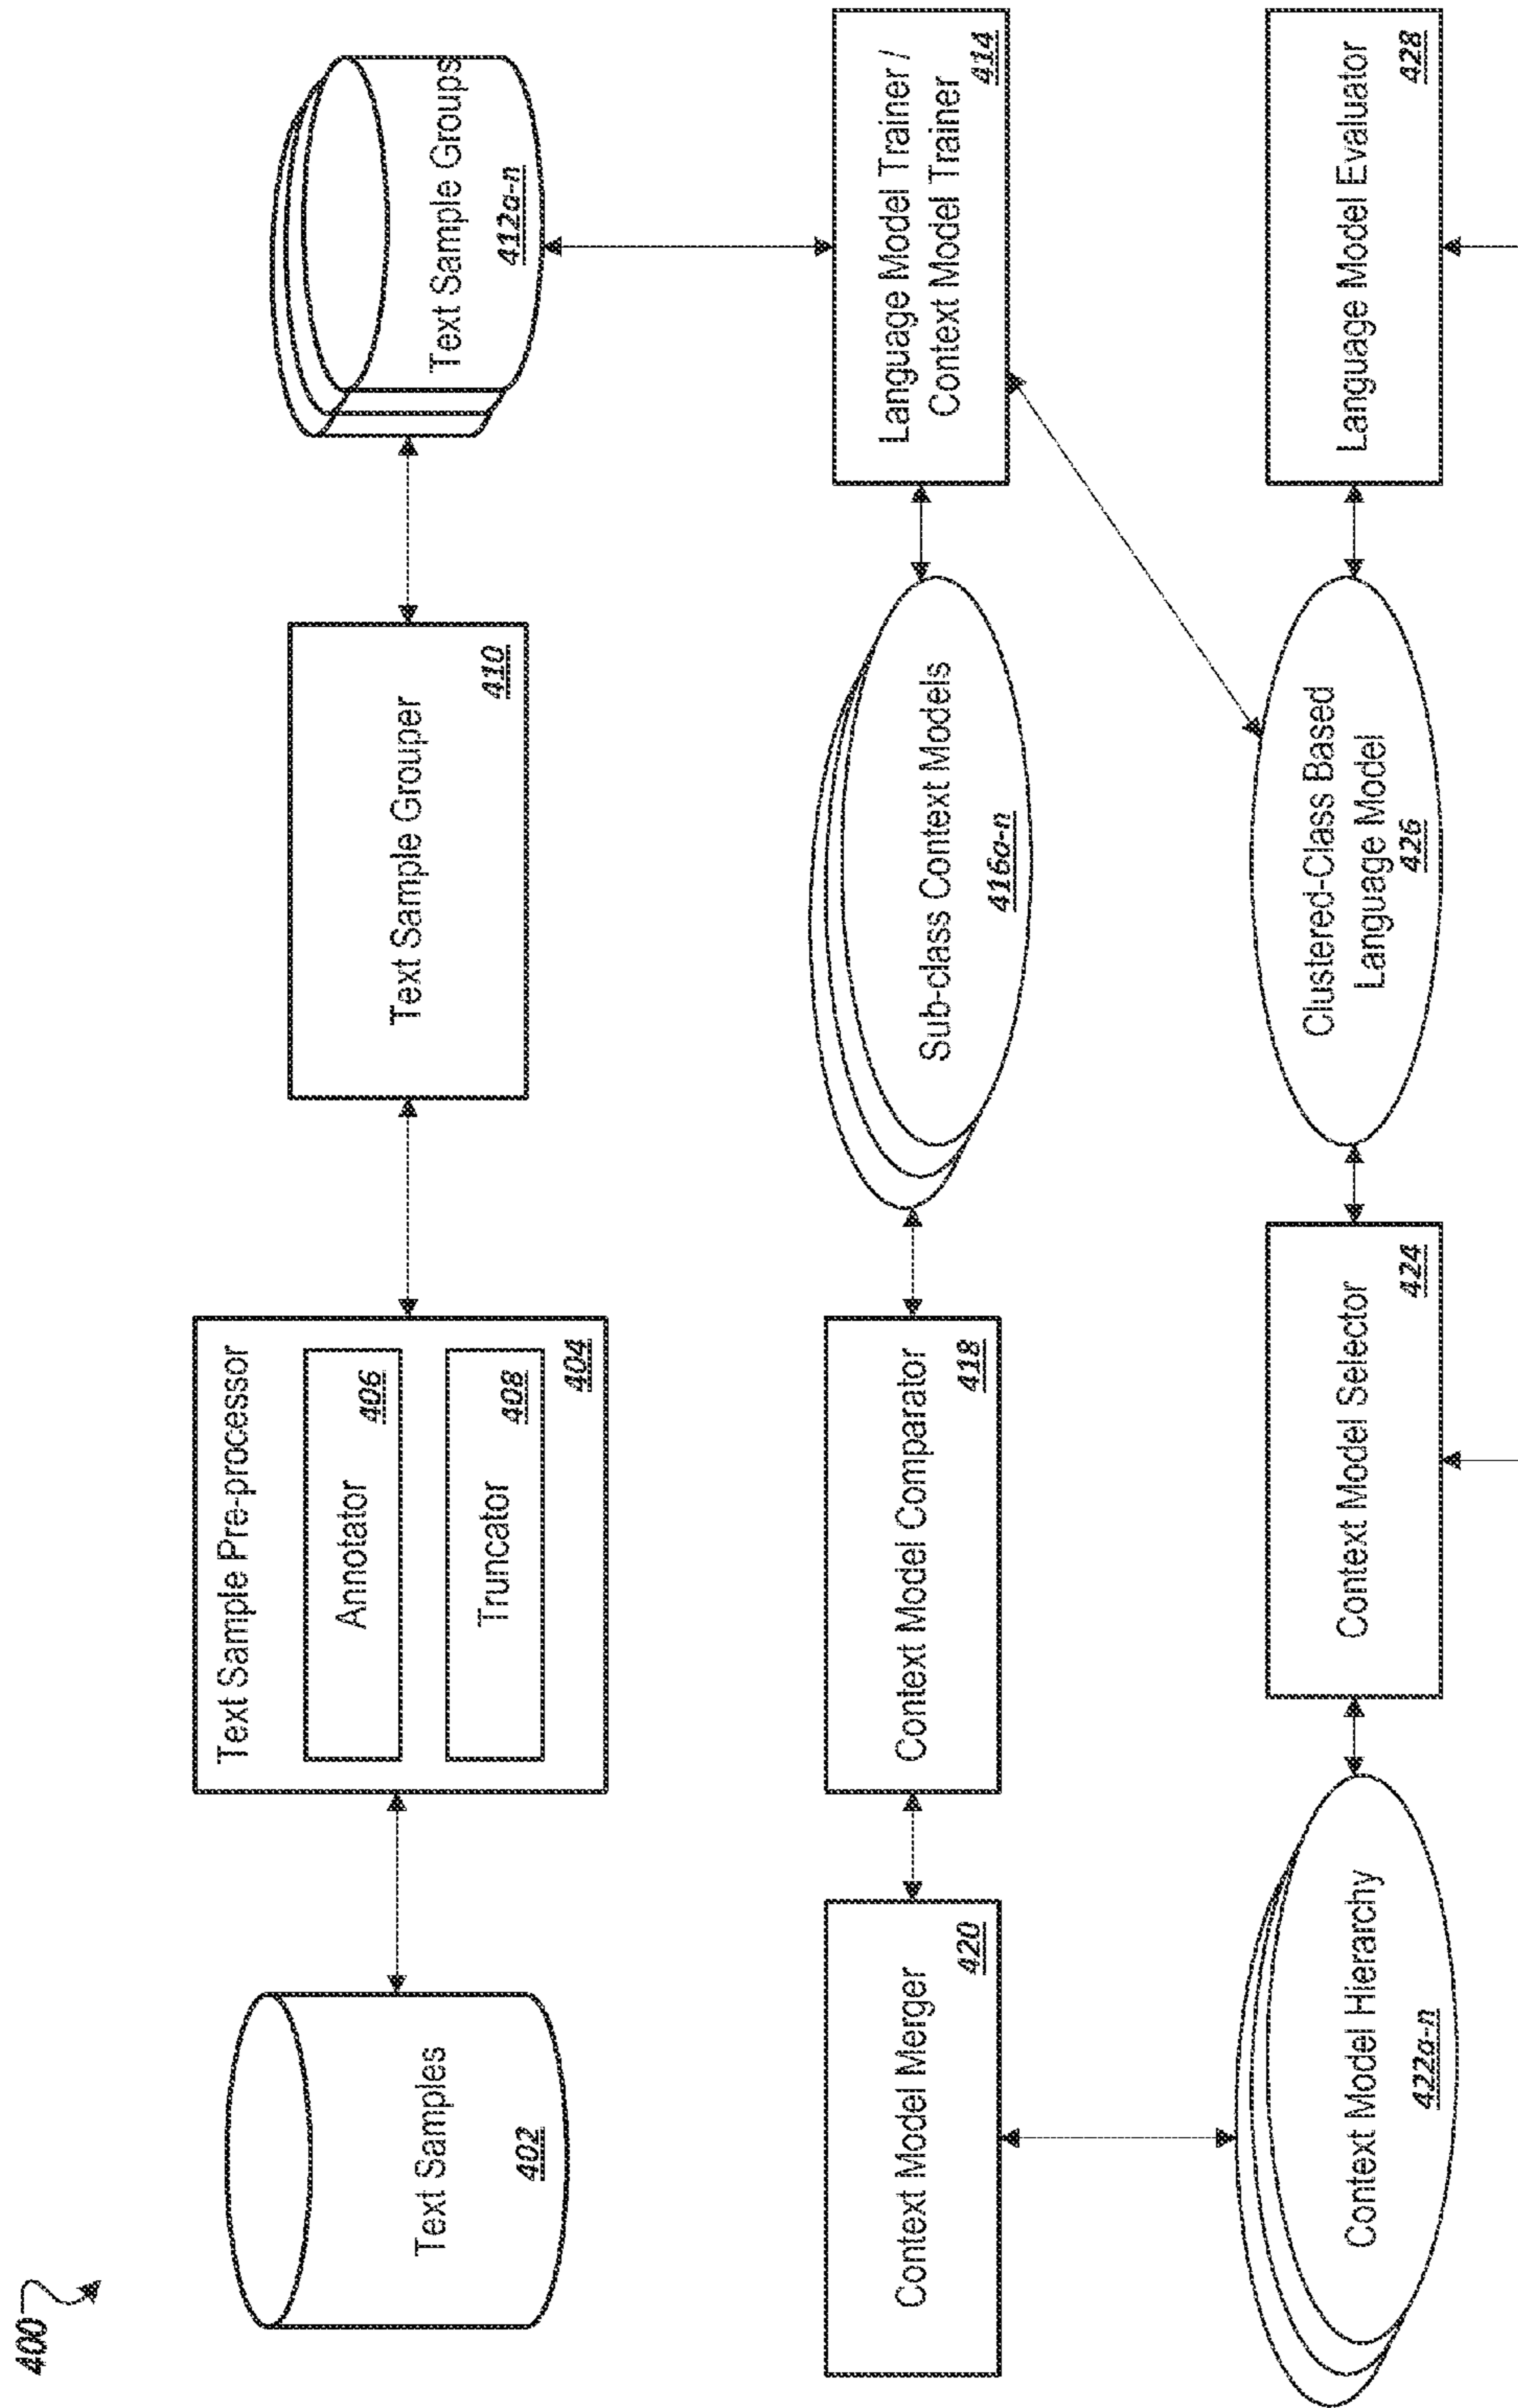 400
Text Samples
402
Text Sample Pre-processor
Annotator
406
Truncator
408
404
Text Sample Grouper
410
Text Sample Groups
412a-n
Context Model Merger
420
Context Model Comparator
418
Sub-class Context Models
416a-n
Language Model Trainer /
Context Model Trainer
414
Context Model Hierarchy
422a-n
Context Model Selector
424
Clustered-Class Based
Language Model
426
Language Model Evaluator
428